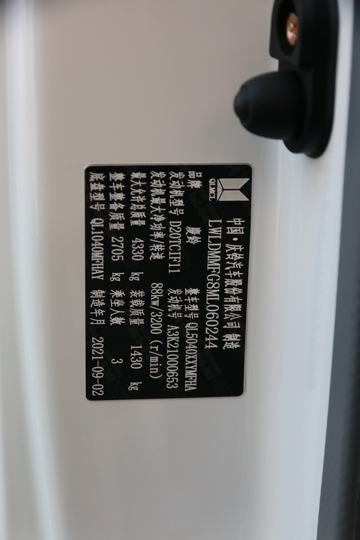 QLMCL
中国·庆铃汽车股份有限公司 制造
LWLDMMFG8ML060244
品牌 庆铃 整车型号 QL5040XXYMFHA
发动机型号 D20TCIF11 发动机号 A3K21000653
发动机最大净功率/转速 88kw/3200 (r/min)
最大允许总质量 4330 kg 装载质量 1430 kg
整车整备质量 2705 kg 乘坐人数 3
底盘型号 QL1040MFHAY 制造年月 2021-09-02